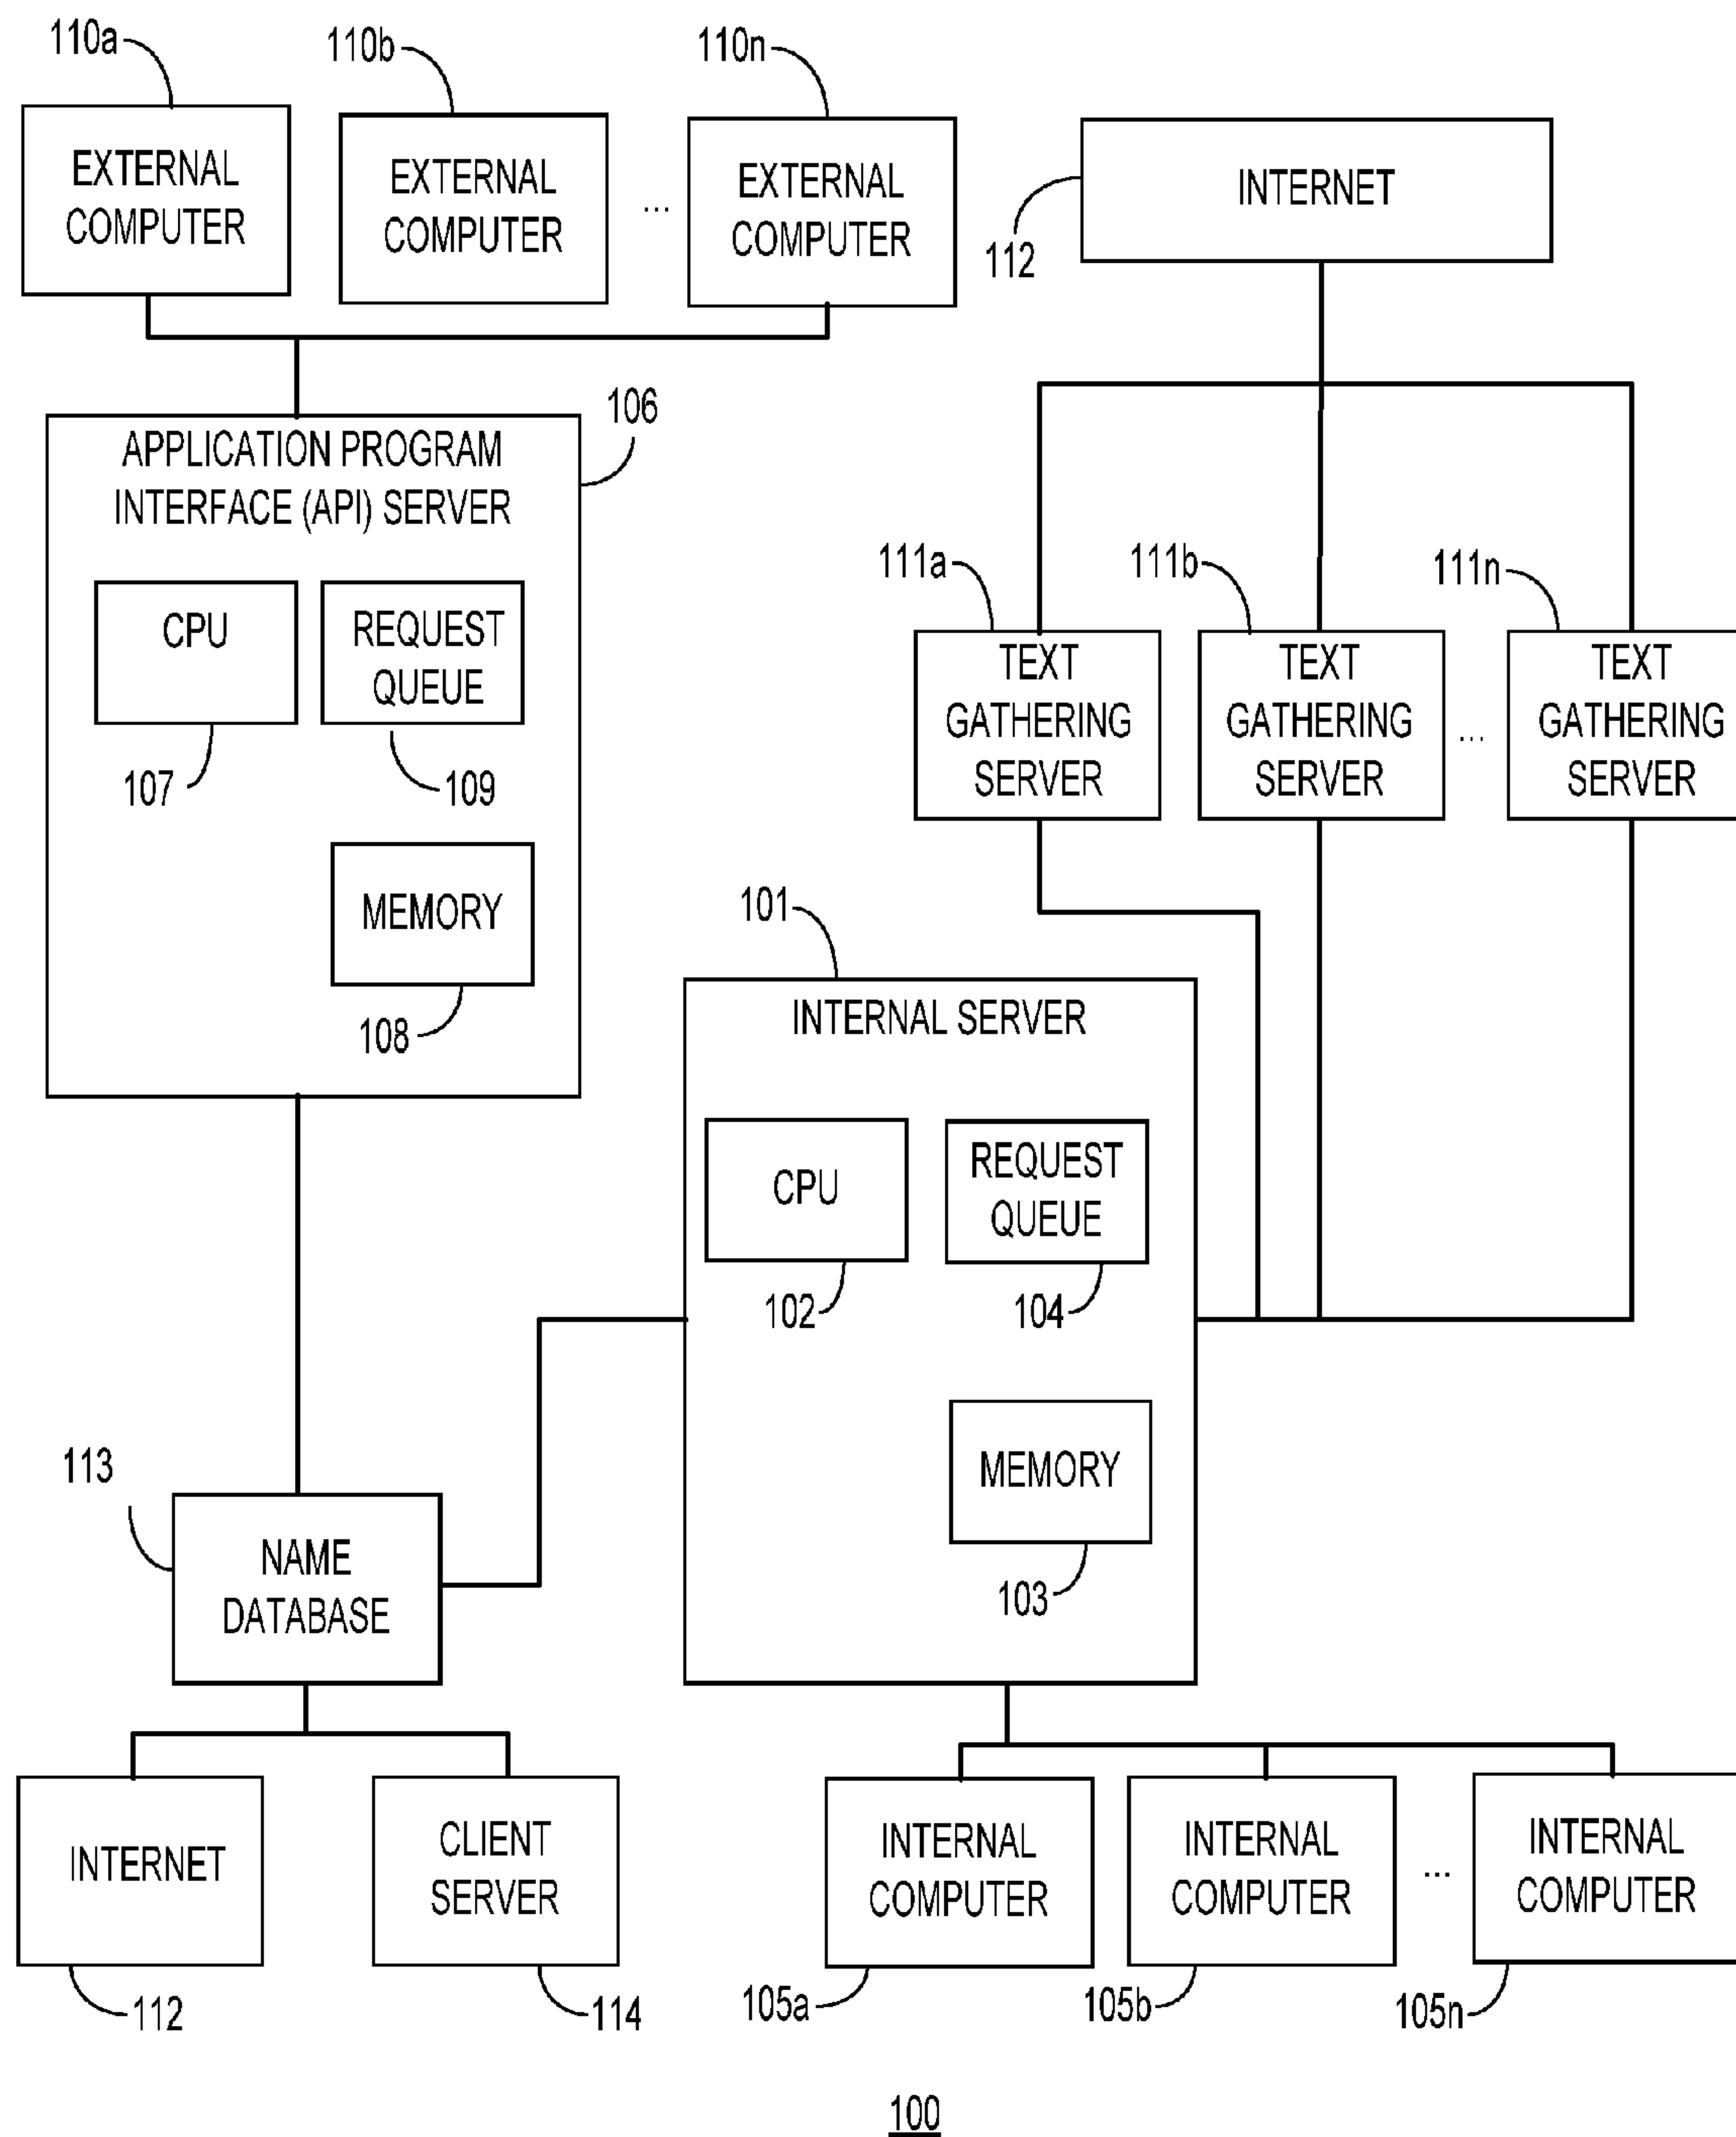 110a
110b
110n
EXTERNAL
COMPUTER
EXTERNAL
COMPUTER
...
EXTERNAL
COMPUTER
INTERNET
112
106
APPLICATION PROGRAM
INTERFACE (API) SERVER
CPU
REQUEST
QUEUE
107
109
MEMORY
108
111a
111b
111n
TEXT
GATHERING
SERVER
TEXT
GATHERING
SERVER
...
TEXT
GATHERING
SERVER
101
INTERNAL SERVER
CPU
REQUEST
QUEUE
102
104
MEMORY
103
113
NAME
DATABASE
INTERNET
CLIENT
SERVER
112
114
INTERNAL
COMPUTER
INTERNAL
COMPUTER
...
INTERNAL
COMPUTER
105a
105b
105n
100